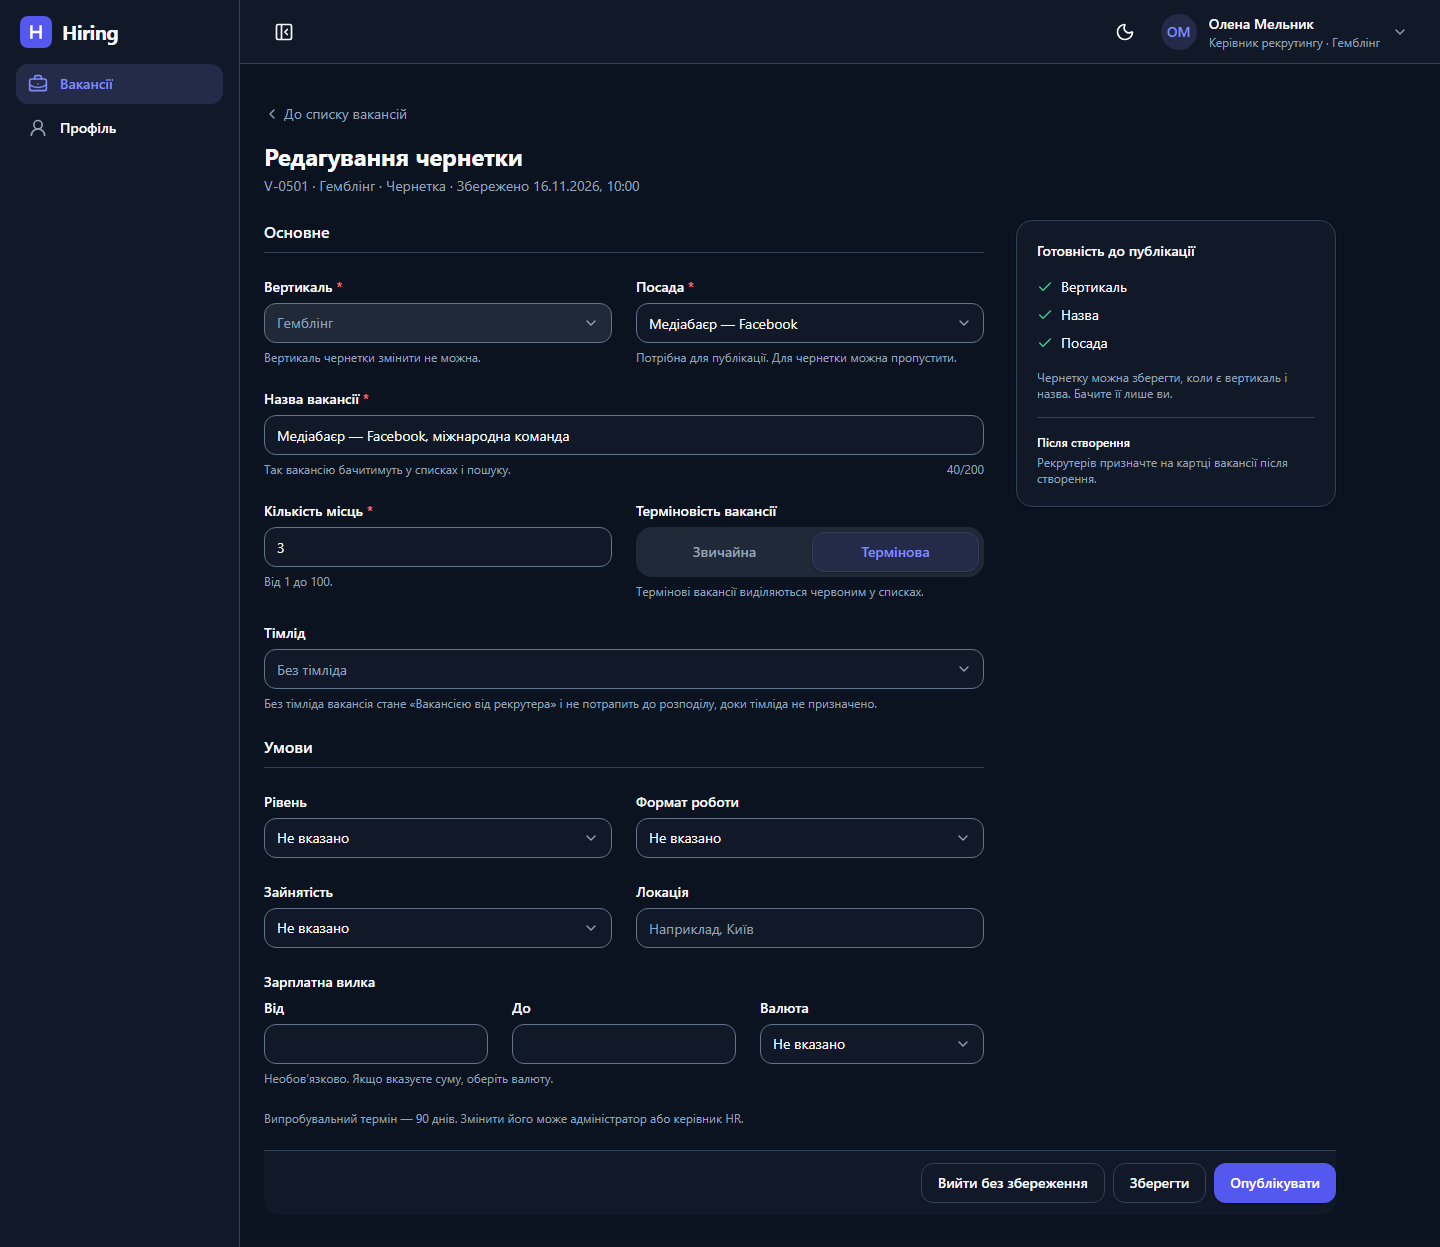 H Hiring
Вакансії
Профіль
ОМ
Олена Мельник
Керівник рекрутингу · Гемблінг
До списку вакансій
Редагування чернетки
V-0501 · Гемблінг · Чернетка · Збережено 16.11.2026, 10:00
Основне
Вертикаль *
Гемблінг
Вертикаль чернетки змінити не можна.
Посада *
Медіабаєр — Facebook
Потрібна для публікації. Для чернетки можна пропустити.
Назва вакансії *
Медіабаєр — Facebook, міжнародна команда
Так вакансію бачитимуть у списках і пошуку.
40/200
Кількість місць *
3
Від 1 до 100.
Терміновість вакансії
Звичайна
Термінова
Термінові вакансії виділяються червоним у списках.
Тімлід
Без тімліда
Без тімліда вакансія стане «Вакансією від рекрутера» і не потрапить до розподілу, доки тімліда не призначено.
Умови
Рівень
Не вказано
Формат роботи
Не вказано
Зайнятість
Не вказано
Локація
Наприклад, Київ
Зарплатна вилка
Від
До
Валюта
Не вказано
Необов’язково. Якщо вказуєте суму, оберіть валюту.
Випробувальний термін — 90 днів. Змінити його може адміністратор або керівник HR.
Готовність до публікації
Вертикаль
Назва
Посада
Чернетку можна зберегти, коли є вертикаль і
назва. Бачите її лише ви.
Після створення
Рекрутерів призначте на картці вакансії після
створення.
Вийти без збереження
Зберегти
Опублікувати